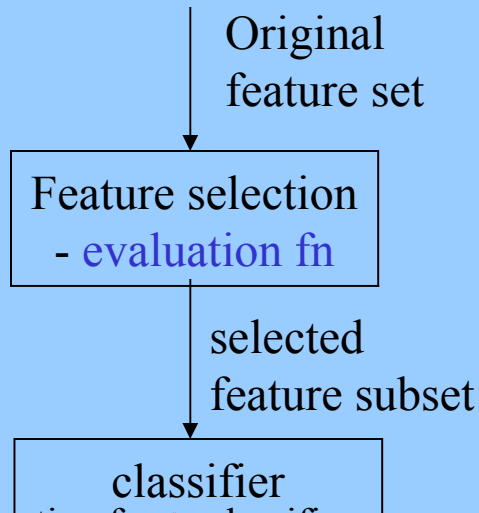 Original
feature set
Feature selection
- evaluation fn
selected
feature subset
classifier